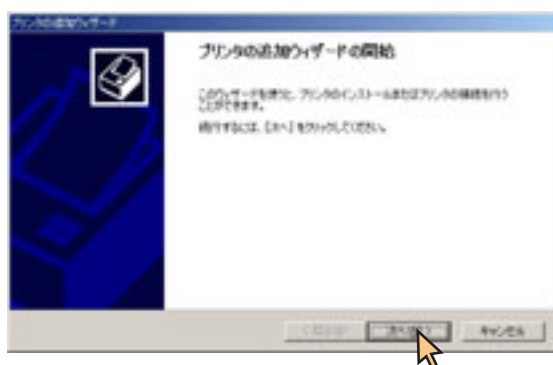 プリンタの追加ウィザード
プリンタの追加ウィザードの開始
このウィザードを使うと、プリンタのインストールまたはプリンタの接続を行う
ことができます。
続行するには、[次へ] をクリックしてください。
次へ(N) >
キャンセル